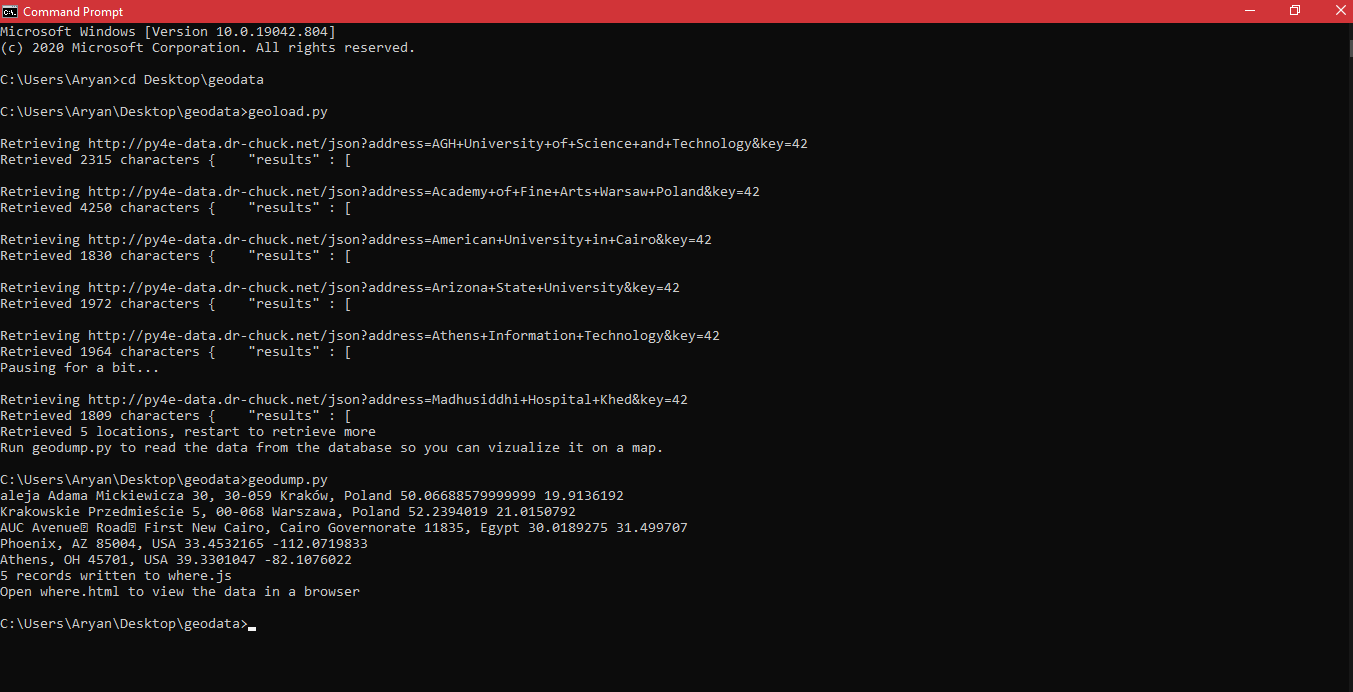 Command Prompt
Microsoft Windows [Version 10.0.19042.804]
(c) 2020 Microsoft Corporation. All rights reserved.
C:\Users\Aryan>cd Desktop\geodata
C:\Users\Aryan\Desktop\geodata>geoload.py
Retrieving http://py4e-data.dr-chuck.net/json?address=AGH+University+of+Science+and+Technology&key=42
Retrieved 2315 characters {    "results" : [
Retrieving http://py4e-data.dr-chuck.net/json?address=Academy+of+Fine+Arts+Warsaw+Poland&key=42
Retrieved 4250 characters {    "results" : [
Retrieving http://py4e-data.dr-chuck.net/json?address=American+University+in+Cairo&key=42
Retrieved 1830 characters {    "results" : [
Retrieving http://py4e-data.dr-chuck.net/json?address=Arizona+State+University&key=42
Retrieved 1972 characters {    "results" : [
Retrieving http://py4e-data.dr-chuck.net/json?address=Athens+Information+Technology&key=42
Retrieved 1964 characters {    "results" : [
Pausing for a bit...
Retrieving http://py4e-data.dr-chuck.net/json?address=Madhusiddhi+Hospital+Khed&key=42
Retrieved 1809 characters {    "results" : [
Retrieved 5 locations, restart to retrieve more
Run geodump.py to read the data from the database so you can vizualize it on a map.
C:\Users\Aryan\Desktop\geodata>geodump.py
aleja Adama Mickiewicza 30, 30-059 Kraków, Poland 50.06688579999999 19.9136192
Krakowskie Przedmieście 5, 00-068 Warszawa, Poland 52.2394019 21.0150792
AUC Avenue⍰ Road⍰ First New Cairo, Cairo Governorate 11835, Egypt 30.0189275 31.499707
Phoenix, AZ 85004, USA 33.4532165 -112.0719833
Athens, OH 45701, USA 39.3301047 -82.1076022
5 records written to where.js
Open where.html to view the data in a browser
C:\Users\Aryan\Desktop\geodata>